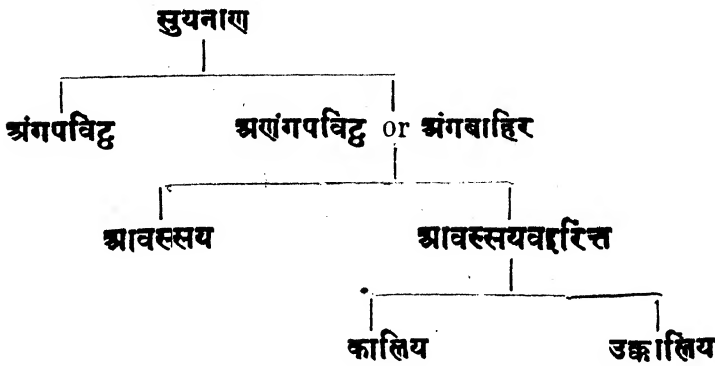 सुयनाण
अंगपविट्ठ अणंगपविट्ठ or अंगबाहिर
आवस्सय आवस्सयवइरित्त
कालिय उक्कालिय